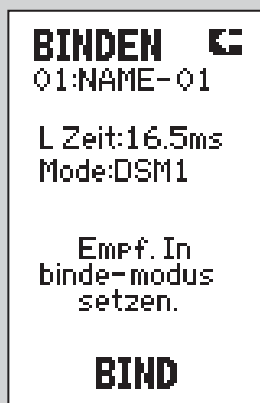 BINDEN
01:NAME-01
L Zeit:16.5ms
Mode:DSM1
Empf. In
binde-modus
setzen.
BIND